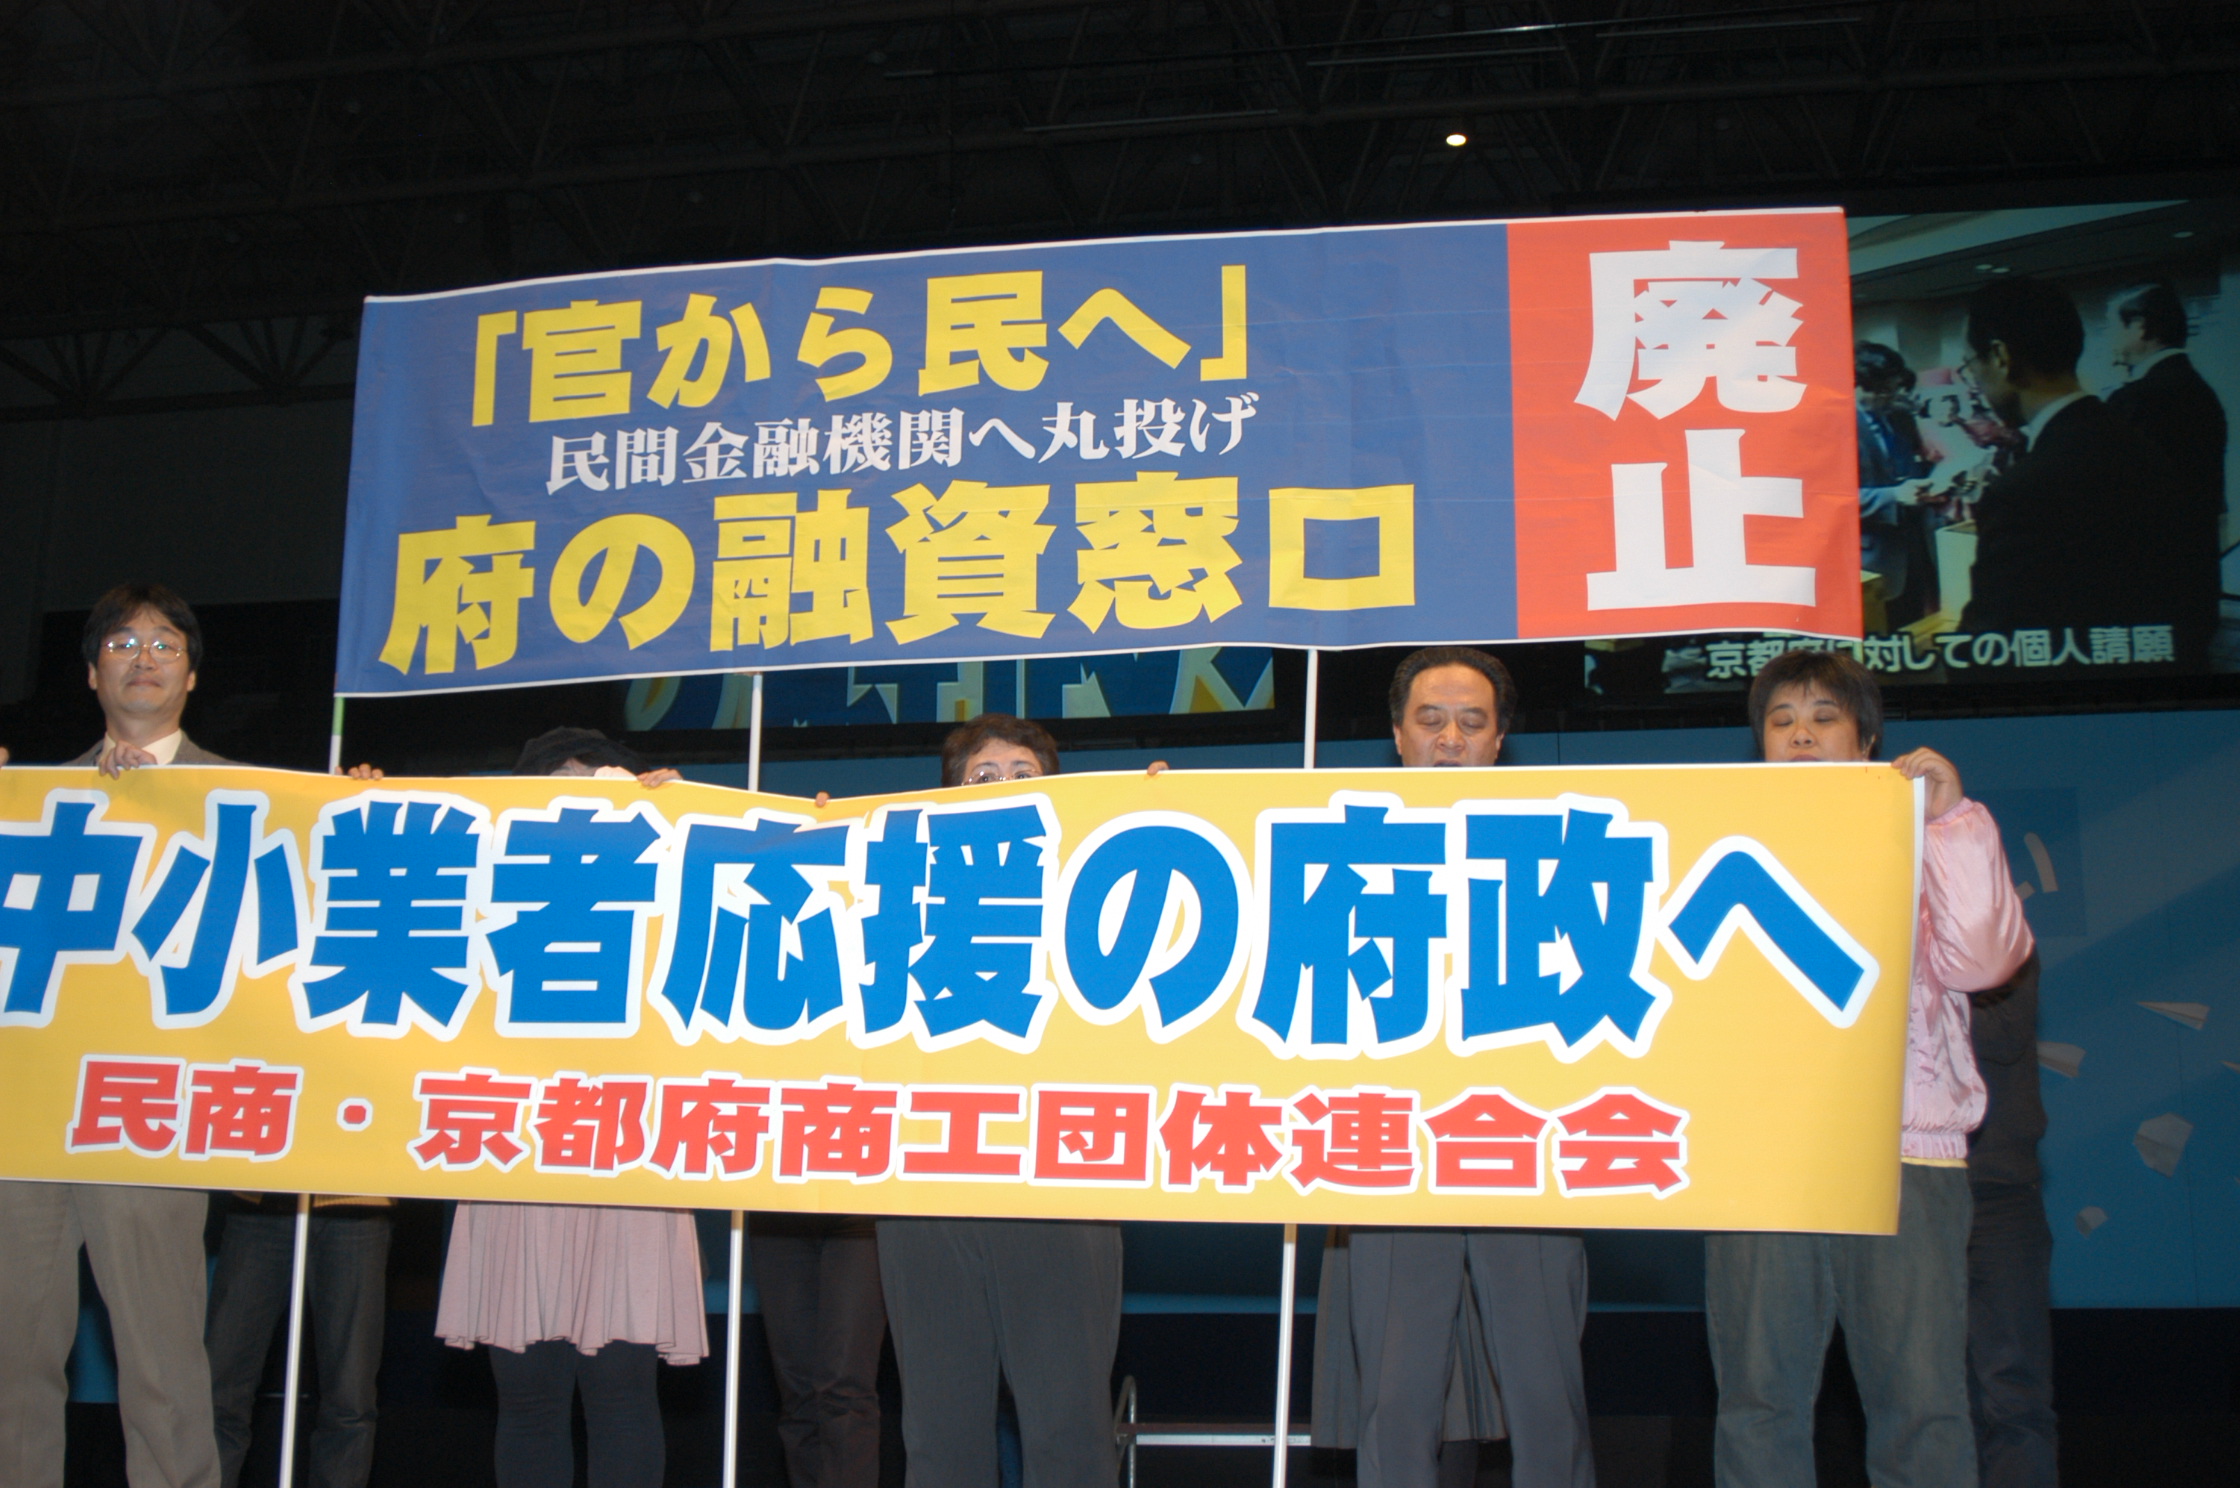 「官から民へ」
民間金融機関へ丸投げ
府の融資窓口
廃止
京都府に対しての個人請願
中小業者応援の府政へ
民商・京都府商工団体連合会